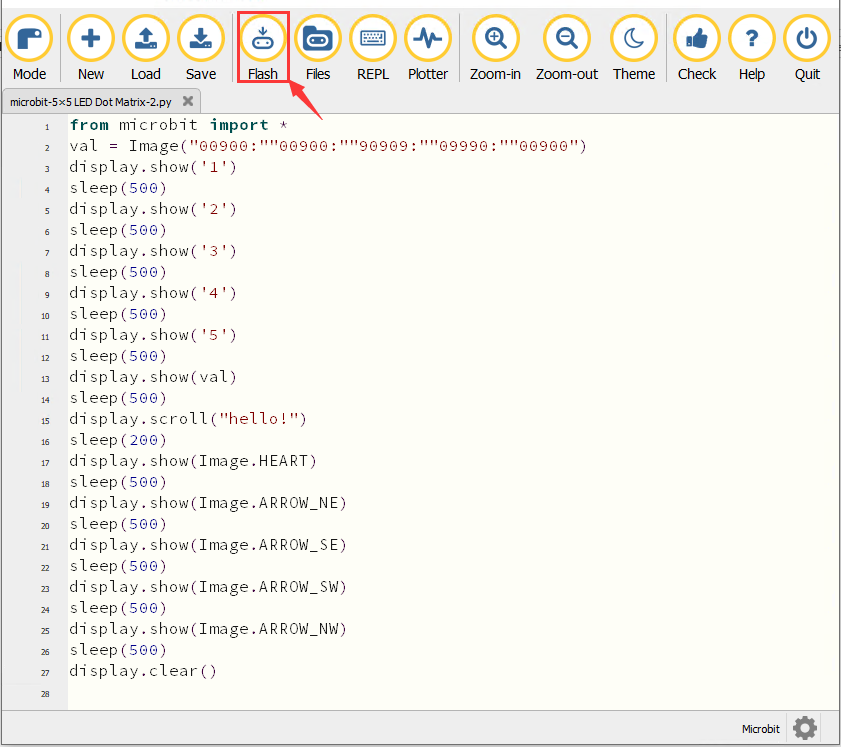 Mode New Load Save Flash Files REPL Plotter Zoom-in Zoom-out Theme Check Help Quit
microbit-5×5 LED Dot Matrix-2.py
1 from microbit import *
2 val = Image("00900:""00900:""90909:""09990:""00900")
3 display.show('1')
4 sleep(500)
5 display.show('2')
6 sleep(500)
7 display.show('3')
8 sleep(500)
9 display.show('4')
10 sleep(500)
11 display.show('5')
12 sleep(500)
13 display.show(val)
14 sleep(500)
15 display.scroll("hello!")
16 sleep(200)
17 display.show(Image.HEART)
18 sleep(500)
19 display.show(Image.ARROW_NE)
20 sleep(500)
21 display.show(Image.ARROW_SE)
22 sleep(500)
23 display.show(Image.ARROW_SW)
24 sleep(500)
25 display.show(Image.ARROW_NW)
26 sleep(500)
27 display.clear()
28
Microbit